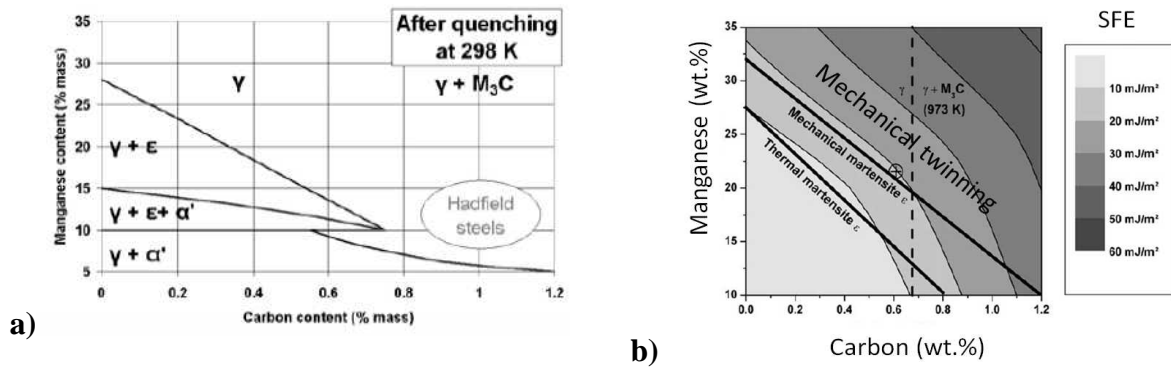 After quenching
at 298 K
γ
γ + M₃C
γ + ε
γ + ε+ α'
γ + α'
Hadfield
steels
Manganese content (% mass)
35
30
25
20
15
10
5
0
0.2
0.4
0.6
0.8
1
1.2
Carbon content (% mass)
a)
SFE
Manganese (wt.%)
35
30
25
20
15
10
Mechanical twinning
γ
γ + M₃C
(973 K)
Mechanical martensite ε
Thermal martensite ε
0.0
0.2
0.4
0.6
0.8
1.0
1.2
Carbon (wt.%)
10 mJ/m²
20 mJ/m²
30 mJ/m²
40 mJ/m²
50 mJ/m²
60 mJ/m²
b)